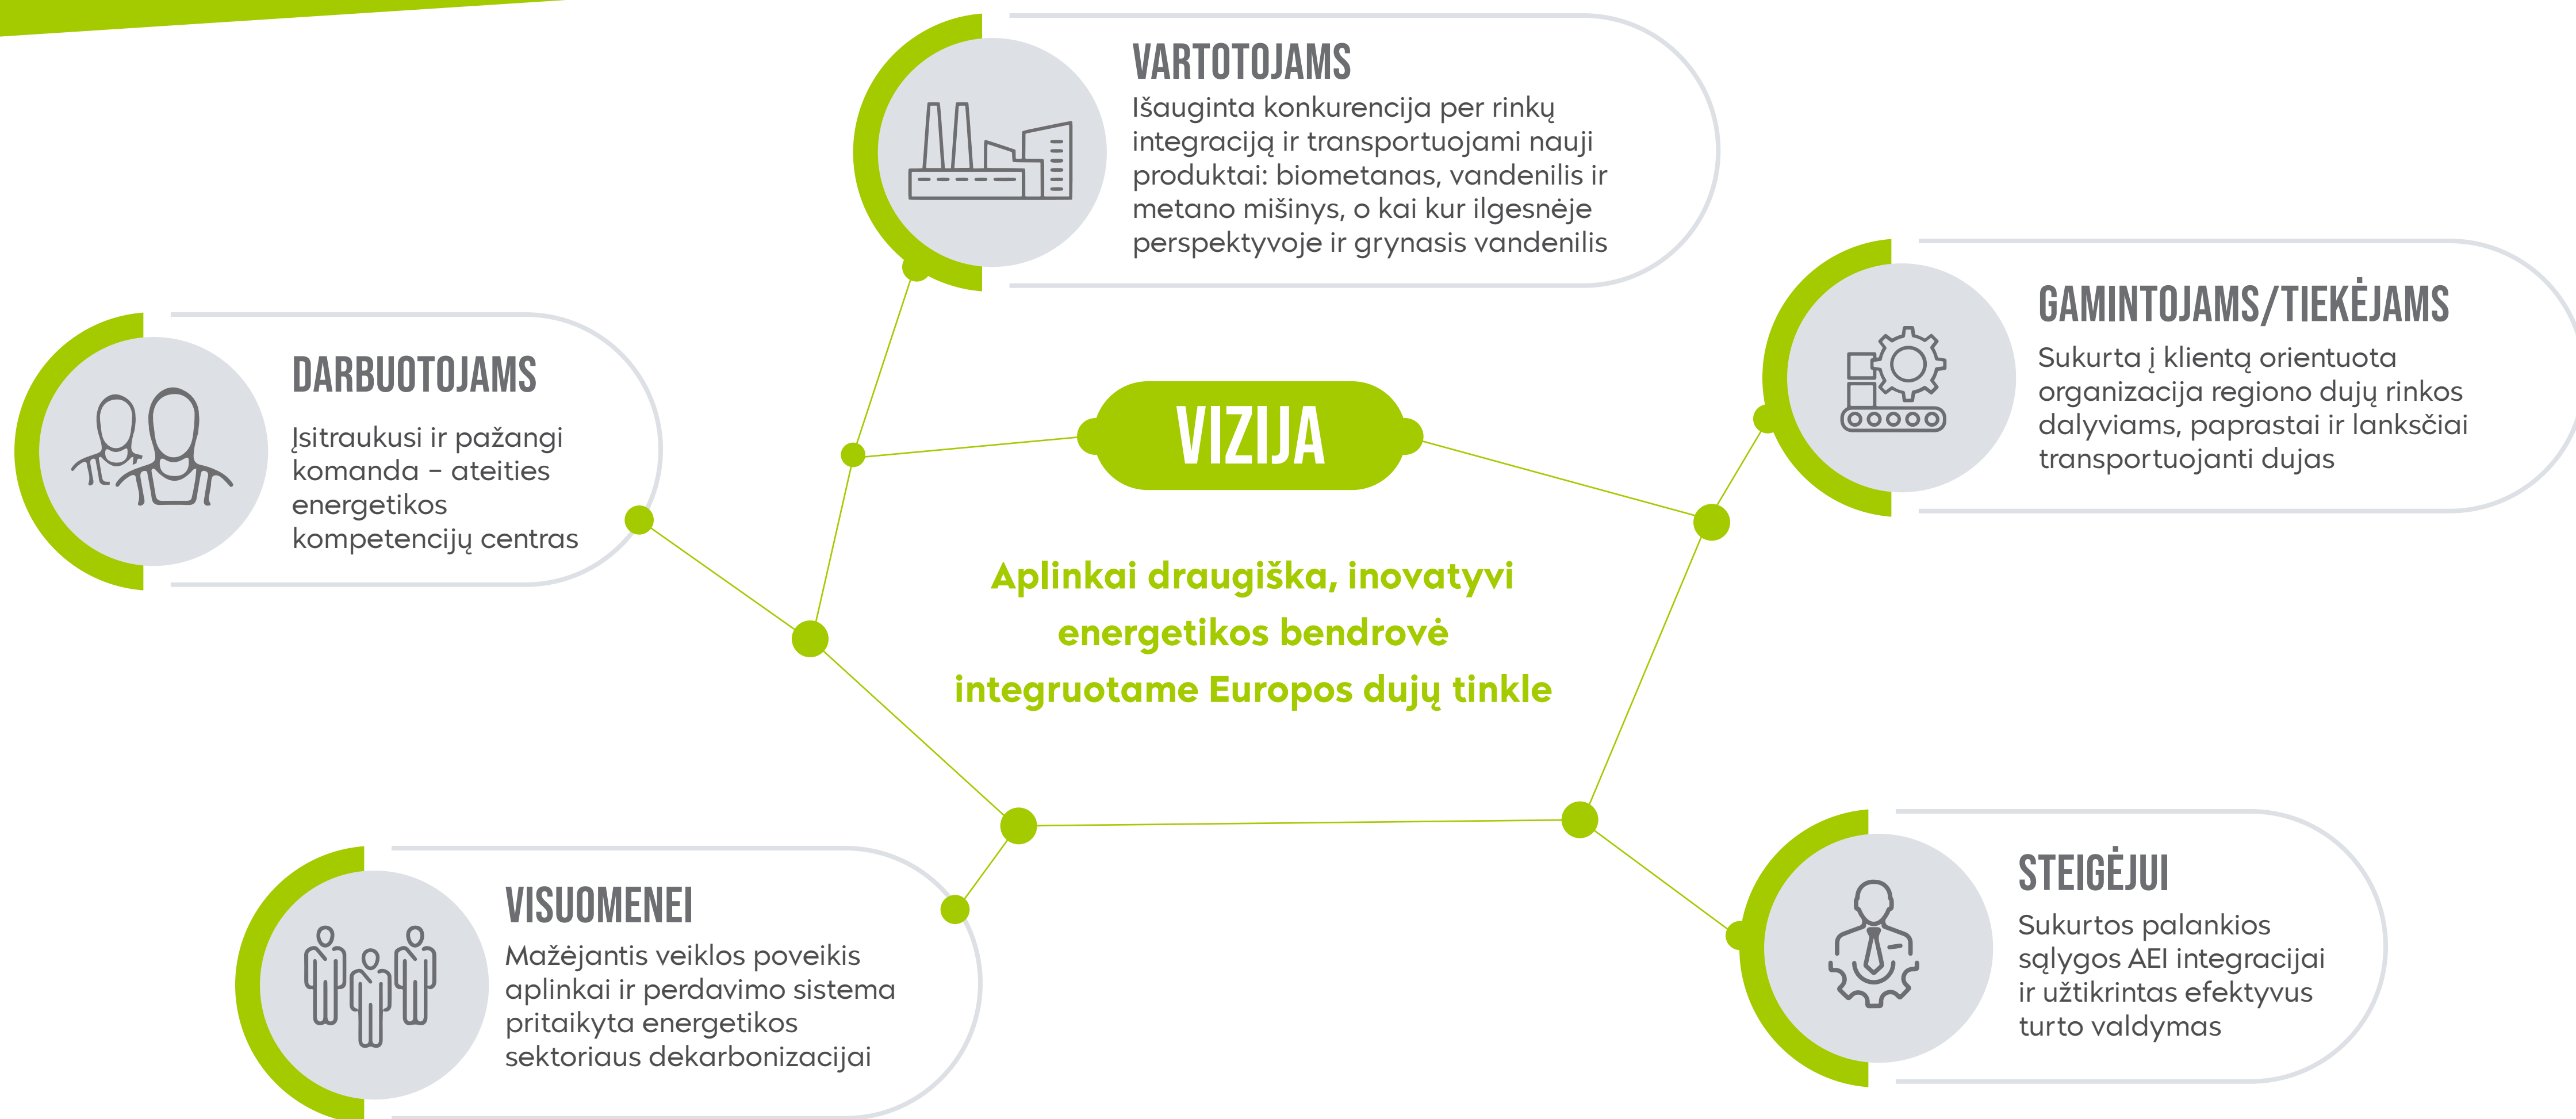 VARTOTOJAMS
Išauginta konkurencija per rinkų
integraciją ir transportuojami nauji
produktai: biometanas, vandenilis ir
metano mišinys, o kai kur ilgesnėje
perspektyvoje ir grynasis vandenilis
GAMINTOJAMS/TIEKĖJAMS
Sukurta į klientą orientuota
organizacija regiono dujų rinkos
dalyviams, paprastai ir lanksčiai
transportuojanti dujas
DARBUOTOJAMS
Įsitraukusi ir pažangi
komanda – ateities
energetikos
kompetencijų centras
VIZIJA
Aplinkai draugiška, inovatyvi
energetikos bendrovė
integruotame Europos dujų tinkle
VISUOMENEI
Mažėjantis veiklos poveikis
aplinkai ir perdavimo sistema
pritaikyta energetikos
sektoriaus dekarbonizacijai
STEIGĖJUI
Sukurtos palankios
sąlygos AEI integracijai
ir užtikrintas efektyvus
turto valdymas